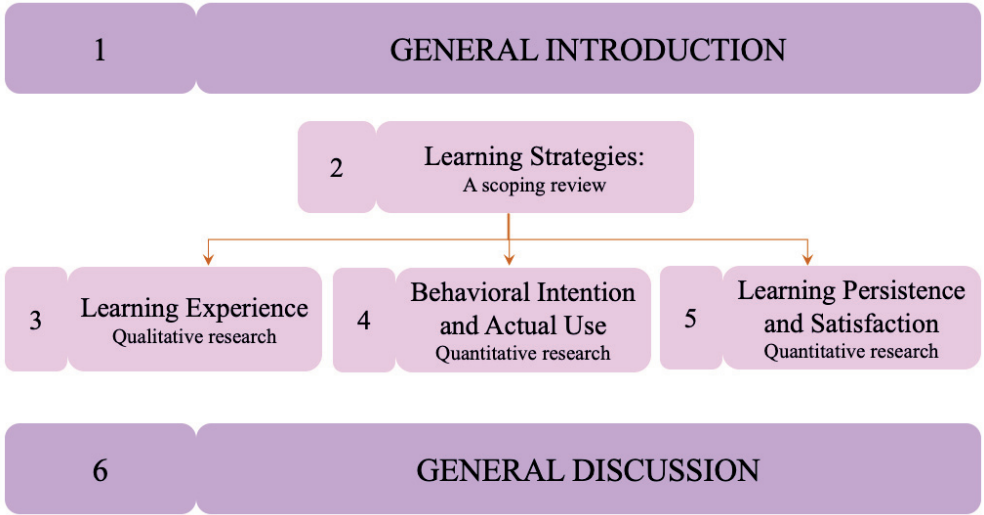 1
GENERAL INTRODUCTION
2
Learning Strategies:
A scoping review
3
Learning Experience
Qualitative research
4
Behavioral Intention
and Actual Use
Quantitative research
5
Learning Persistence
and Satisfaction
Quantitative research
6
GENERAL DISCUSSION